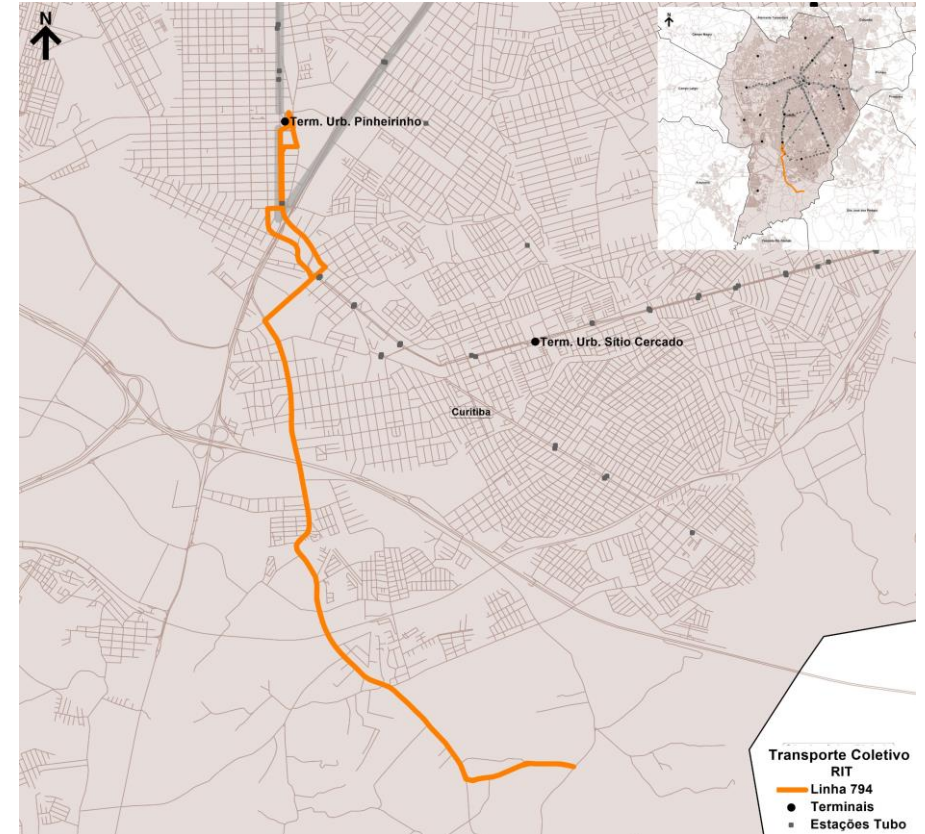 N
Term. Urb. Pinheirinho
Term. Urb. Sítio Cercado
Curitiba
Transporte Coletivo
RIT
Linha 794
Terminais
Estações Tubo